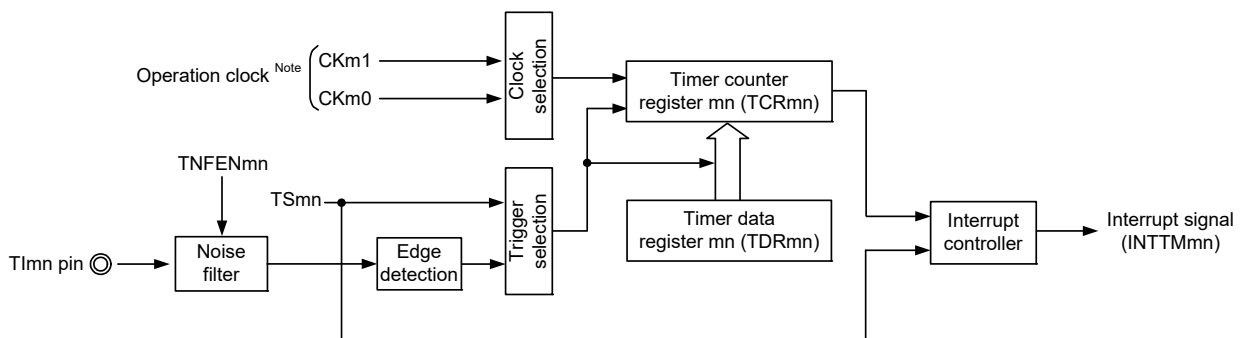 Operation clock Note
CKm1
CKm0
Clock
selection
Timer counter
register mn (TCRmn)
TNFENmn
TSmn
Trigger
selection
Timer data
register mn (TDRmn)
Interrupt
controller
Interrupt signal
(INTTMmn)
TImn pin
Noise
filter
Edge
detection